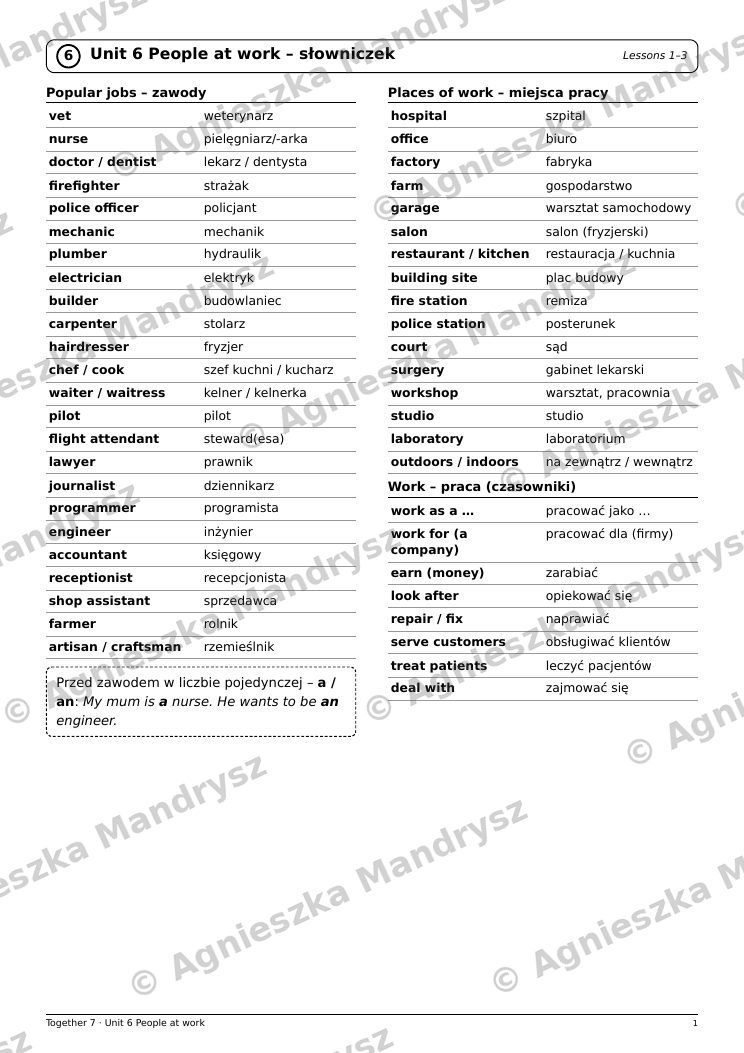 6 Unit 6 People at work – słowniczek Lessons 1–3
Popular jobs – zawody
vet weterynarz
nurse pielęgniarz/-arka
doctor / dentist lekarz / dentysta
firefighter strażak
police officer policjant
mechanic mechanik
plumber hydraulik
electrician elektryk
builder budowlaniec
carpenter stolarz
hairdresser fryzjer
chef / cook szef kuchni / kucharz
waiter / waitress kelner / kelnerka
pilot pilot
flight attendant steward(esa)
lawyer prawnik
journalist dziennikarz
programmer programista
engineer inżynier
accountant księgowy
receptionist recepcjonista
shop assistant sprzedawca
farmer rolnik
artisan / craftsman rzemieślnik
Przed zawodem w liczbie pojedynczej – a /
an: My mum is a nurse. He wants to be an
engineer.
Places of work – miejsca pracy
hospital szpital
office biuro
factory fabryka
farm gospodarstwo
garage warsztat samochodowy
salon salon (fryzjerski)
restaurant / kitchen restauracja / kuchnia
building site plac budowy
fire station remiza
police station posterunek
court sąd
surgery gabinet lekarski
workshop warsztat, pracownia
studio studio
laboratory laboratorium
outdoors / indoors na zewnątrz / wewnątrz
Work – praca (czasowniki)
work as a … pracować jako …
work for (a pracować dla (firmy)
company)
earn (money) zarabiać
look after opiekować się
repair / fix naprawiać
serve customers obsługiwać klientów
treat patients leczyć pacjentów
deal with zajmować się
Together 7 · Unit 6 People at work 1
© Agnieszka Mandrysz